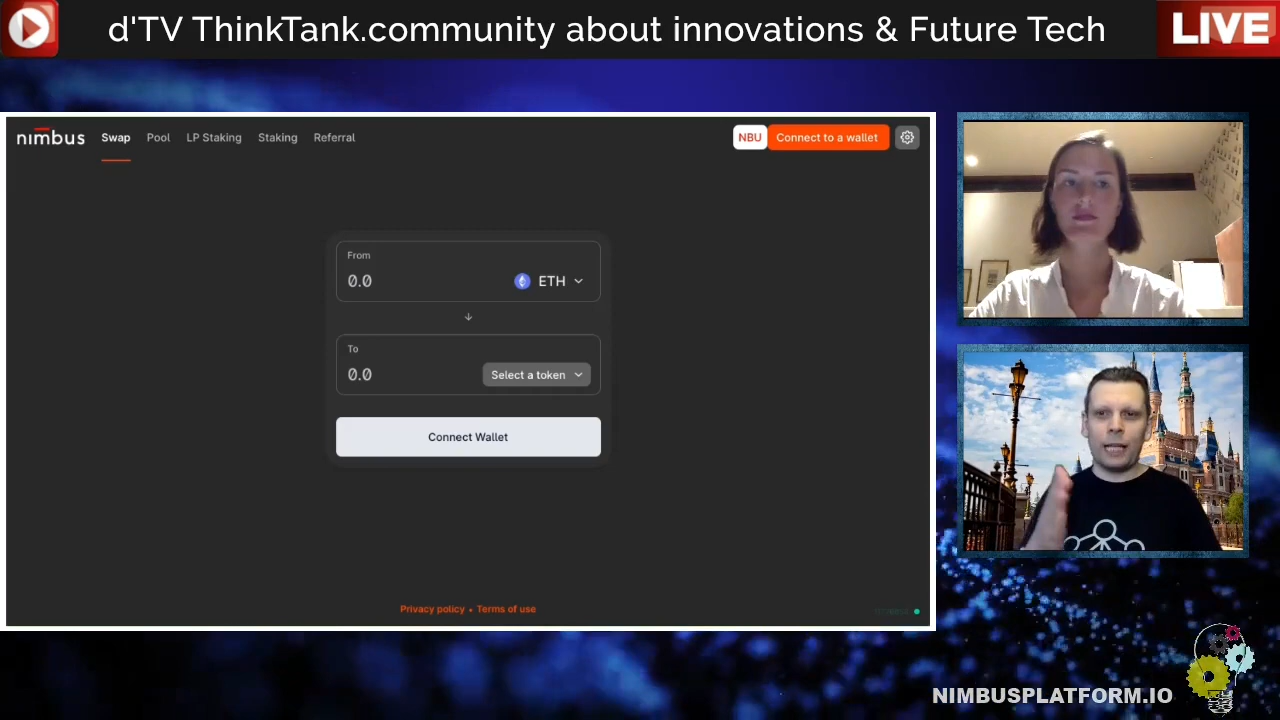 d'TV ThinkTank.community about innovations & Future Tech
LIVE
nimbus
Swap
Pool
LP Staking
Staking
Referral
NBU
Connect to a wallet
From
0.0
ETH
To
0.0
Select a token
Connect Wallet
Privacy policy • Terms of use
NIMBUSPLATFORM.IO